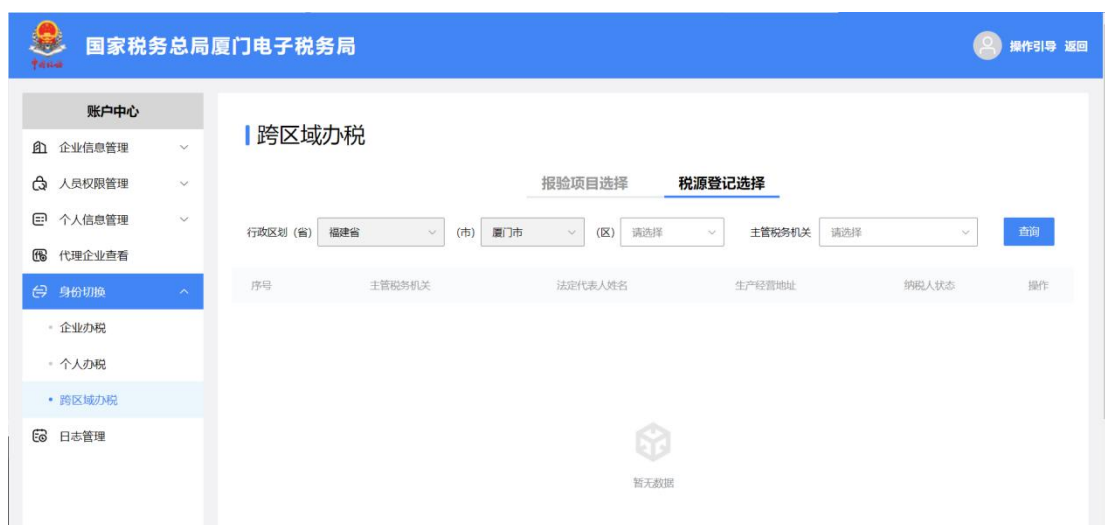 国家税务总局厦门电子税务局
操作引导 返回
账户中心
企业信息管理
人员权限管理
个人信息管理
代理企业查看
身份切换
企业办税
个人办税
跨区域办税
日志管理
跨区域办税
报验项目选择 税源登记选择
行政区划（省） 福建省 （市） 厦门市 （区） 请选择 主管税务机关 请选择 查询
序号 主管税务机关 法定代表人姓名 生产经营地址 纳税人状态 操作
暂无数据